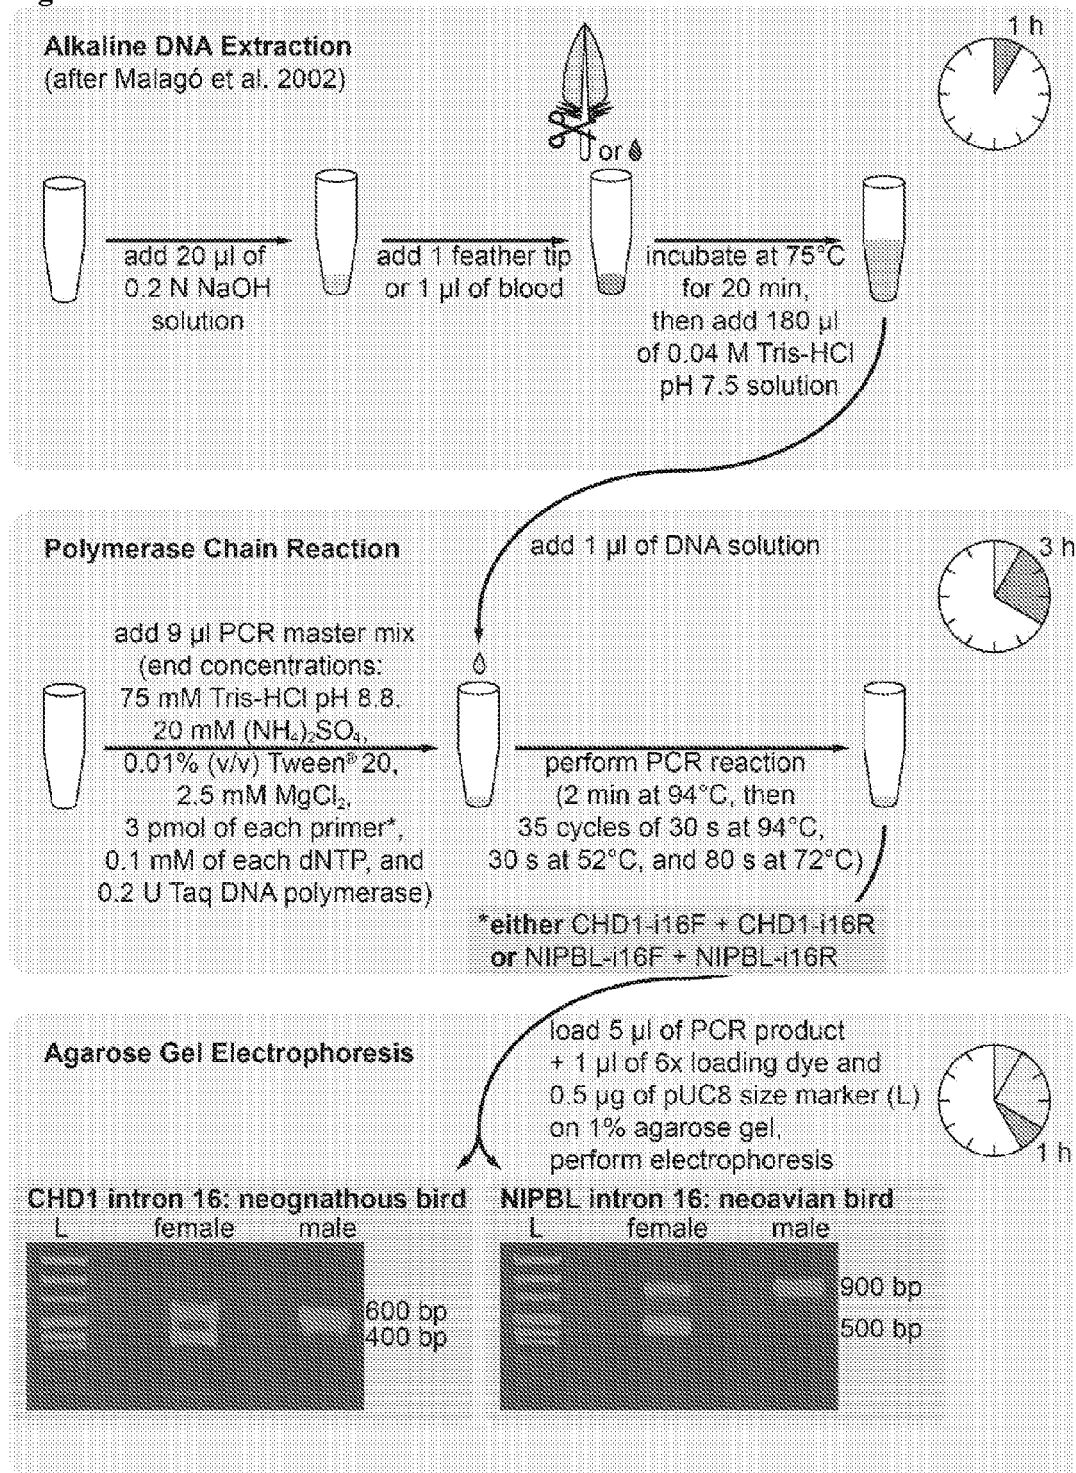 Alkaline DNA Extraction
(after Malagó et al. 2002)
1 h
or
add 20 µl of
0.2 N NaOH
solution
add 1 feather tip
or 1 µl of blood
incubate at 75°C
for 20 min,
then add 180 µl
of 0.04 M Tris-HCl
pH 7.5 solution
Polymerase Chain Reaction
add 1 µl of DNA solution
3 h
add 9 µl PCR master mix
(end concentrations:
75 mM Tris-HCl pH 8.8,
20 mM (NH₄)₂SO₄,
0.01% (v/v) Tween® 20,
2.5 mM MgCl₂,
3 pmol of each primer*,
0.1 mM of each dNTP, and
0.2 U Taq DNA polymerase)
perform PCR reaction
(2 min at 94°C, then
35 cycles of 30 s at 94°C,
30 s at 52°C, and 80 s at 72°C)
*either CHD1-i16F + CHD1-i16R
or NIPBL-i16F + NIPBL-i16R
Agarose Gel Electrophoresis
load 5 µl of PCR product
+ 1 µl of 6x loading dye and
0.5 µg of pUC8 size marker (L)
on 1% agarose gel,
perform electrophoresis
1 h
CHD1 intron 16: neognathous bird
L female male
600 bp
400 bp
NIPBL intron 16: neoavian bird
L female male
900 bp
500 bp